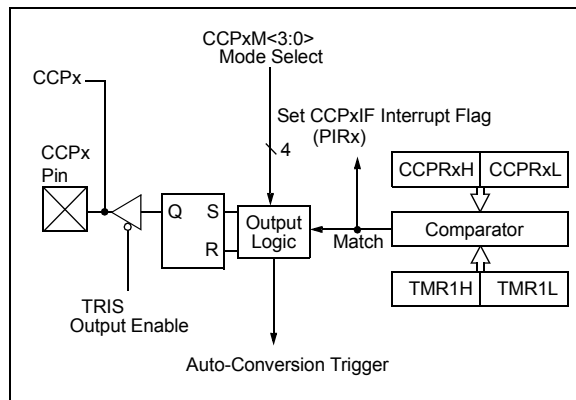 CCPxM<3:0>
Mode Select
CCPx
Set CCPxIF Interrupt Flag
(PIRx)
4
CCPx
Pin
CCPRxH CCPRxL
Q S
R
Output
Logic
Match
Comparator
TMR1H TMR1L
TRIS
Output Enable
Auto-Conversion Trigger